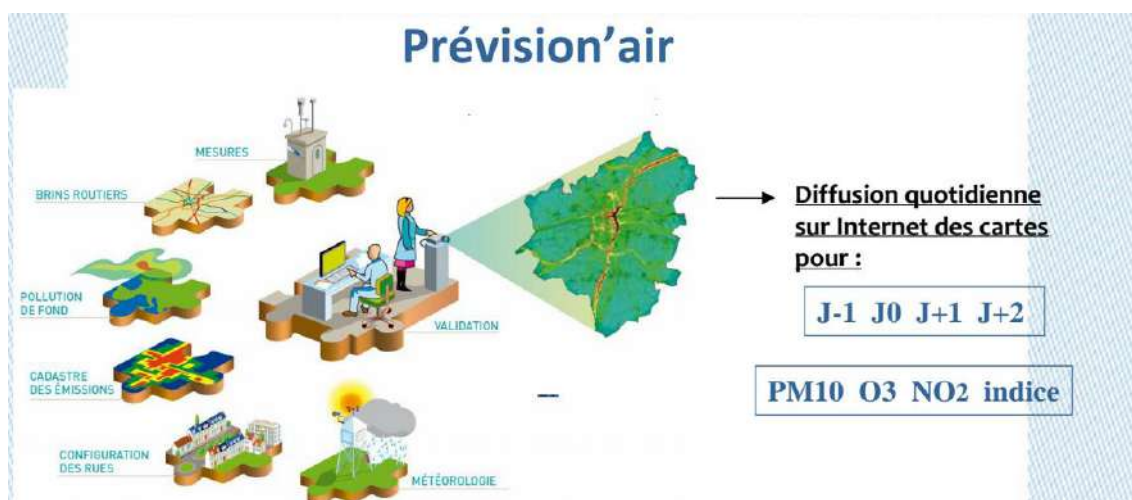 Prévision’air
MESURES
BRINS ROUTIERS
POLLUTION
DE FOND
VALIDATION
CADASTRE
DES ÉMISSIONS
CONFIGURATION
DES RUES
MÉTÉOROLOGIE
Diffusion quotidienne
sur Internet des cartes
pour :
J-1 J0 J+1 J+2
PM10 O3 NO2 indice